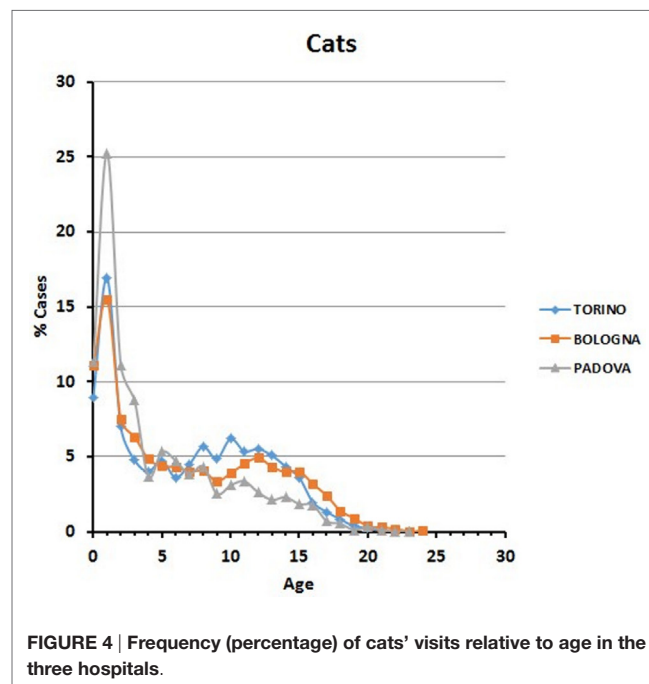 Cats
30
25
20
15
10
5
0
% Cases
0 5 10 15 20 25 30
Age
TORINO
BOLOGNA
PADOVA
FIGURE 4 | Frequency (percentage) of cats’ visits relative to age in the
three hospitals.